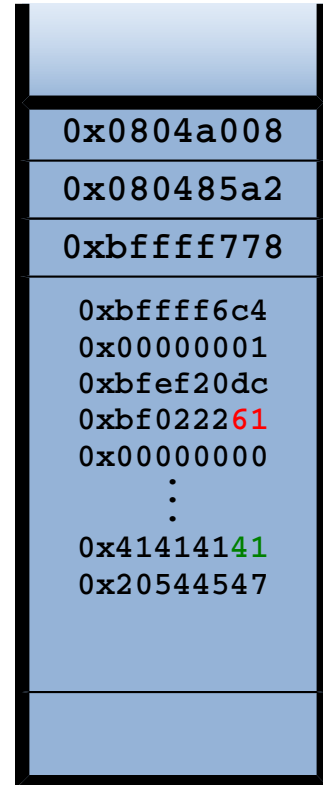 0x0804a008
0x080485a2
0xbffff778
0xbffff6c4
0x00000001
0xbfef20dc
0xbf022261
0x00000000
.
.
.
0x41414141
0x20544547